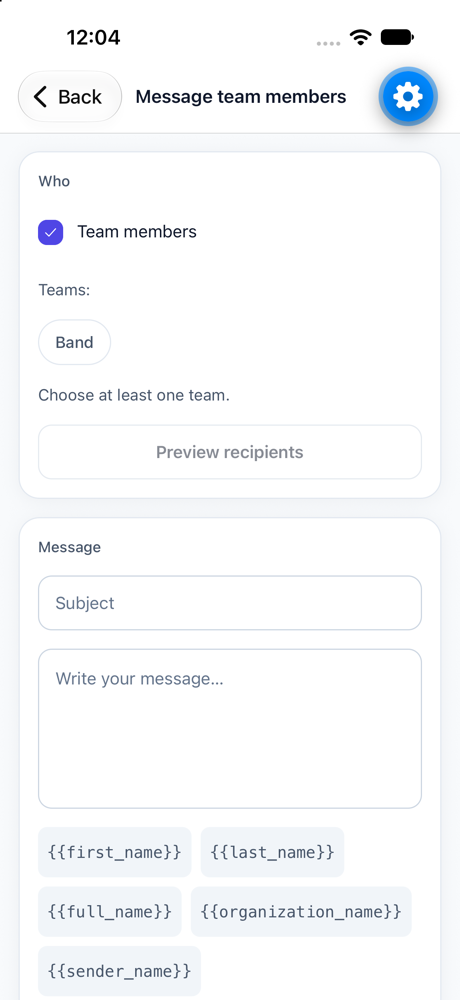 12:04
Back
Message team members
Who
Team members
Teams:
Band
Choose at least one team.
Preview recipients
Message
Subject
Write your message...
{{first_name}} {{last_name}}
{{full_name}} {{organization_name}}
{{sender_name}}